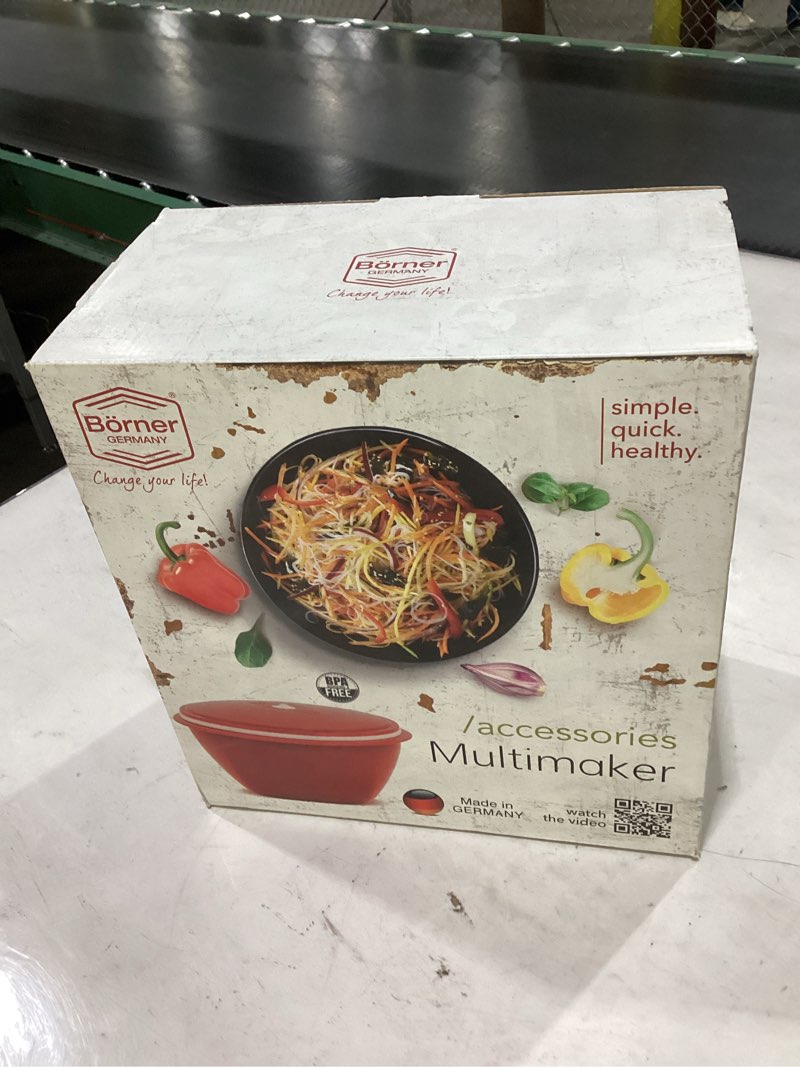 Börner
GERMANY
Change your life!
Börner®
GERMANY
Change your life!
simple.
quick.
healthy.
BPA
FREE
/accessories
Multimaker
Made in
GERMANY
watch
the video